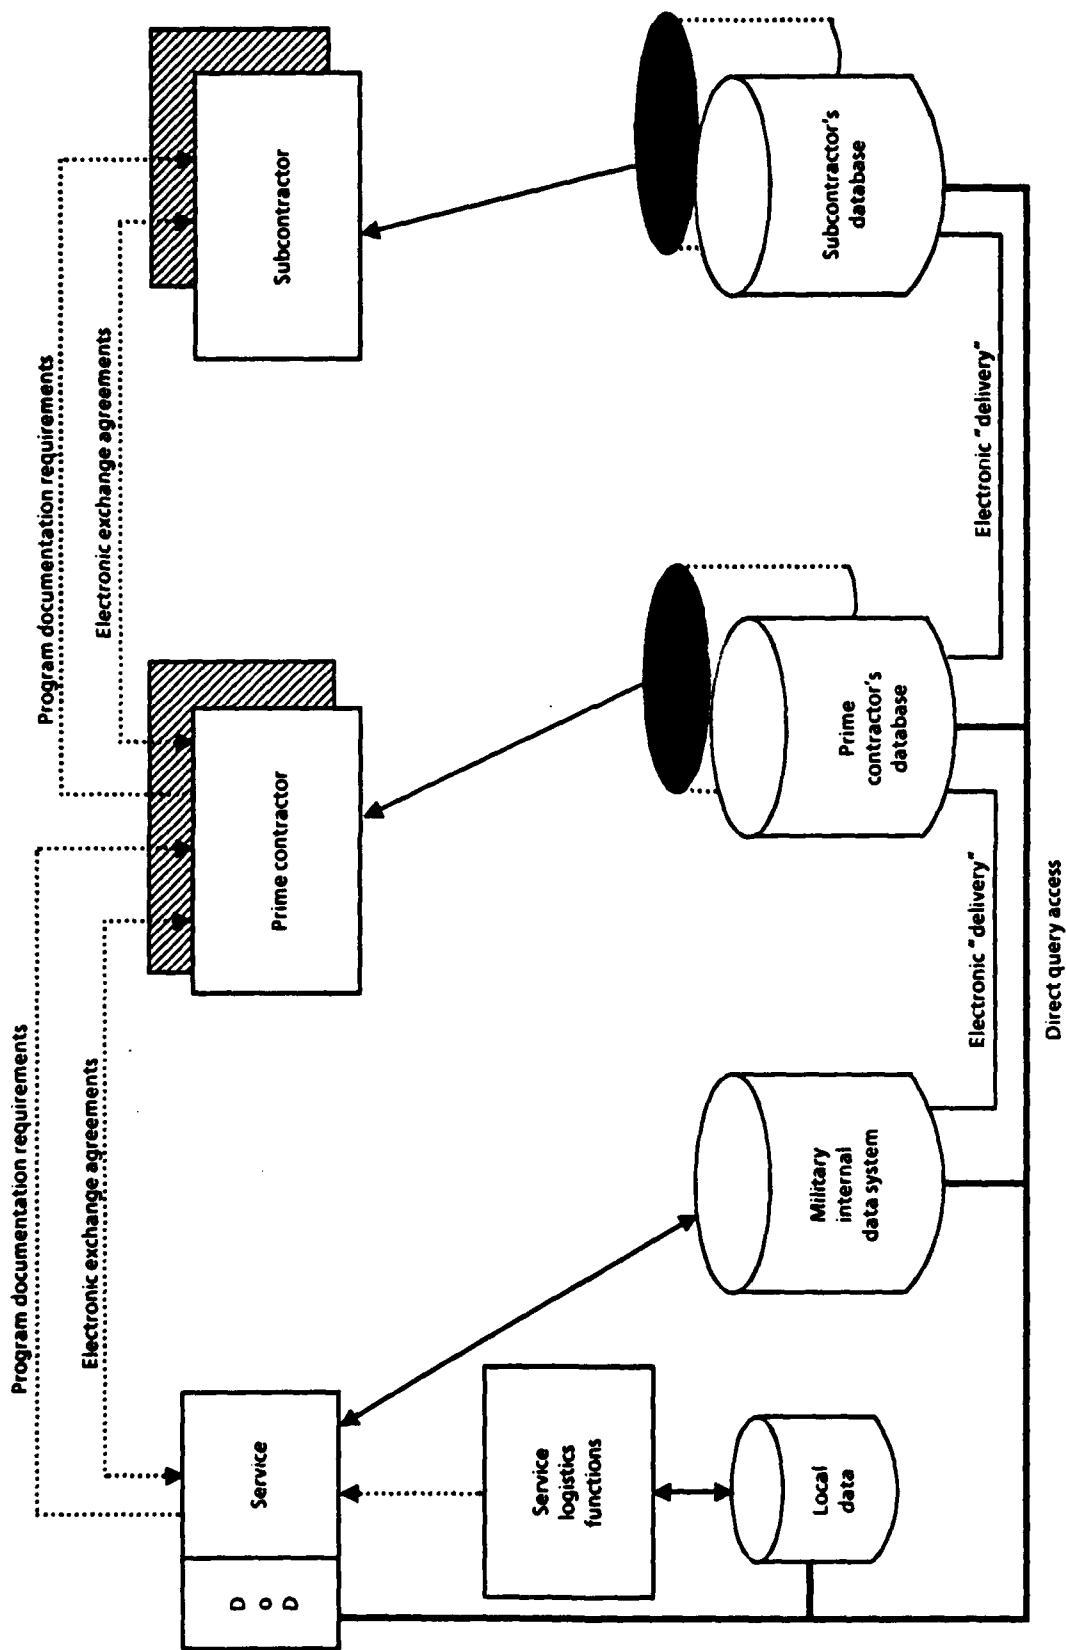 Program documentation requirements
Program documentation requirements
Electronic exchange agreements
Electronic exchange agreements
D
o
D
Service
Prime contractor
Subcontractor
Service
logistics
functions
Local
data
Military
internal
data system
Prime
contractor's
database
Subcontractor's
database
Electronic "delivery"
Electronic "delivery"
Direct query access